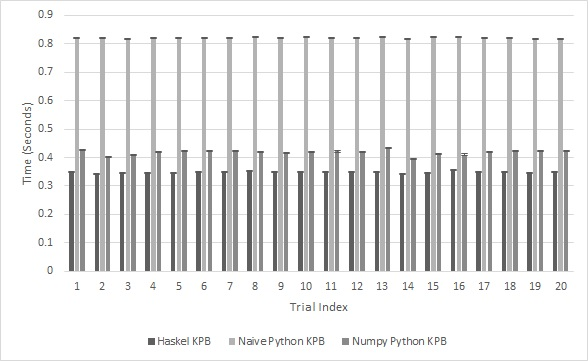 0.9
0.8
0.7
0.6
0.5
0.4
0.3
0.2
0.1
0
Time (Seconds)
1 2 3 4 5 6 7 8 9 10 11 12 13 14 15 16 17 18 19 20
Trial Index
Haskel KPB Naive Python KPB Numpy Python KPB